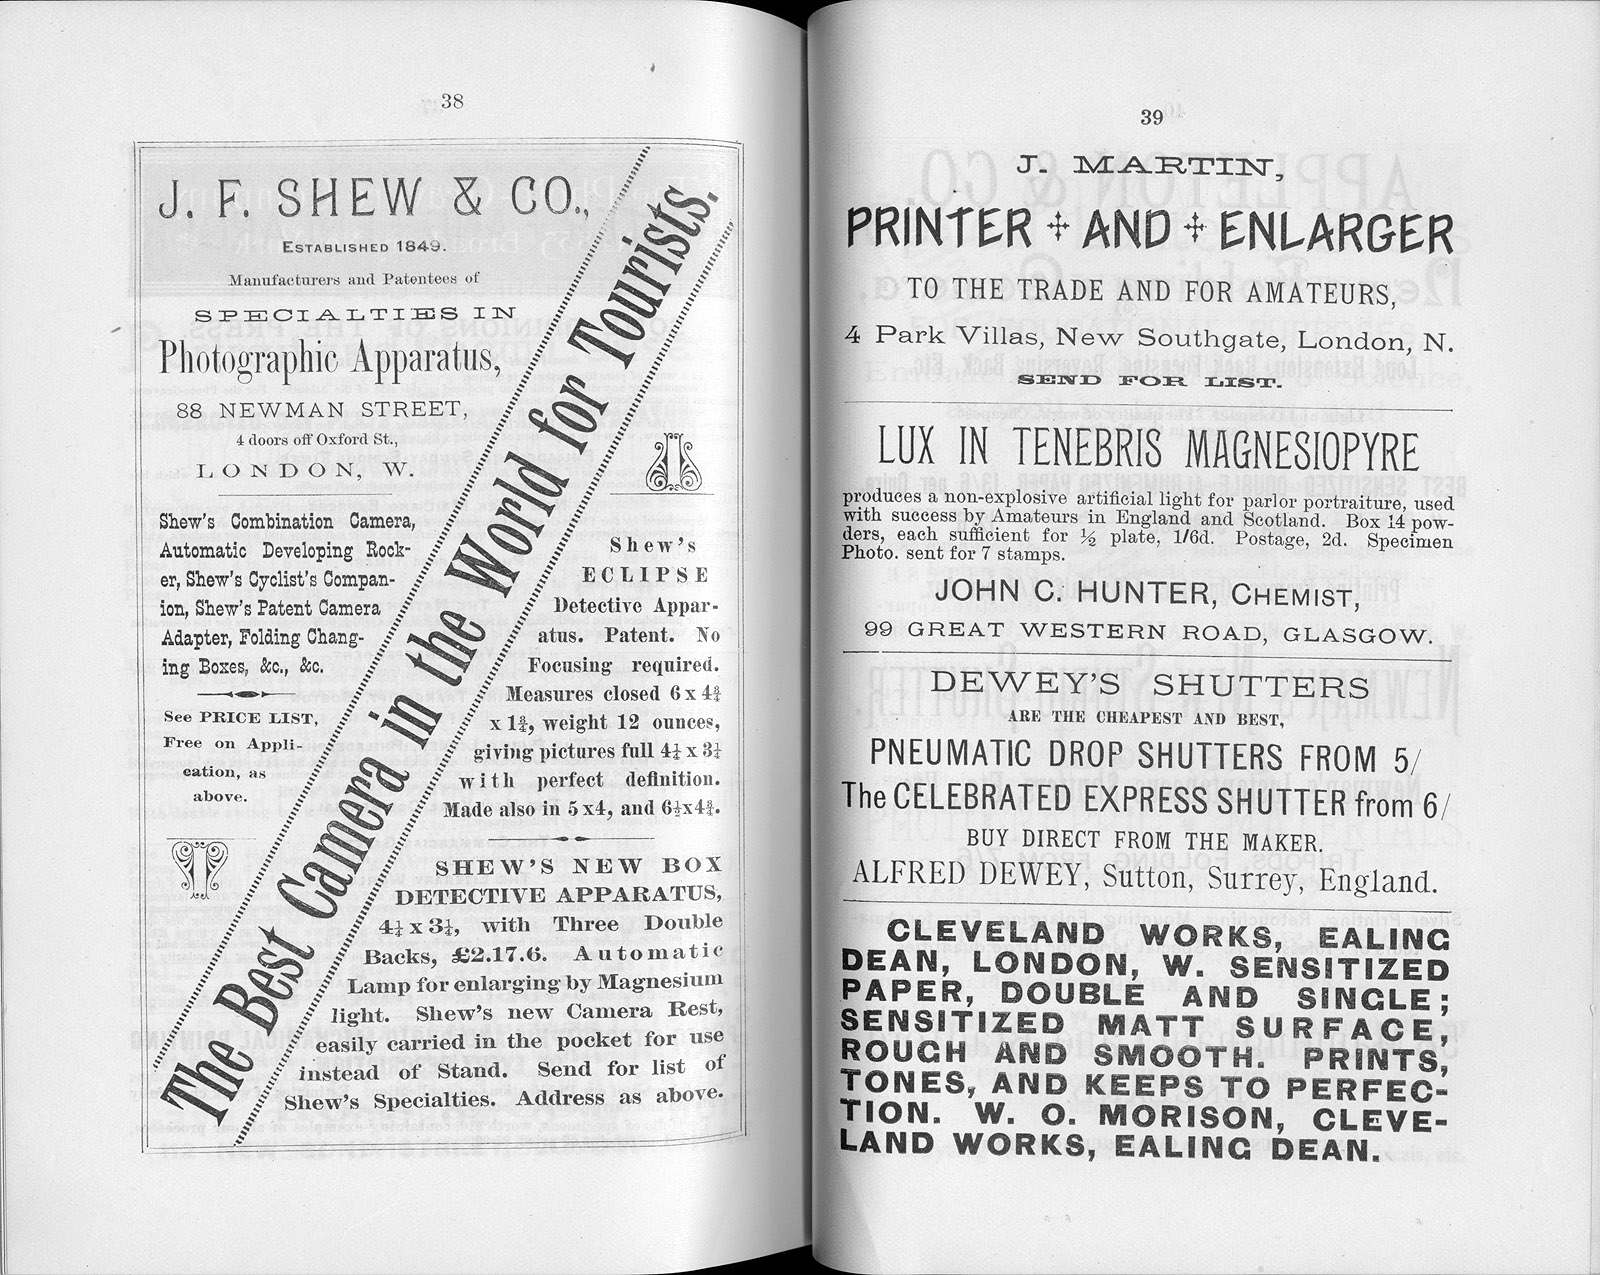 38
J. F. SHEW & CO.,
ESTABLISHED 1849.
Manufacturers and Patentees of
SPECIALTIES IN
Photographic Apparatus,
88 NEWMAN STREET,
4 doors off Oxford St.,
LONDON, W.
Shew's Combination Camera,
Automatic Developing Rock-
er, Shew's Cyclist's Compan-
ion, Shew's Patent Camera
Adapter, Folding Chang-
ing Boxes, &c., &c.
See PRICE LIST,
Free on Appli-
cation, as
above.
The Best Camera in the World for Tourists.
Shew's
ECLIPSE
Detective Appar-
atus. Patent. No
Focusing required.
Measures closed 6 x 4¾
x 1¾, weight 12 ounces,
giving pictures full 4¼ x 3¼
with perfect definition.
Made also in 5 x4, and 6½x4¾.
SHEW'S NEW BOX
DETECTIVE APPARATUS,
4¼ x 3¼, with Three Double
Backs, £2.17.6. Automatic
Lamp for enlarging by Magnesium
light. Shew's new Camera Rest,
easily carried in the pocket for use
instead of Stand. Send for list of
Shew's Specialties. Address as above.
39
J. MARTIN,
PRINTER AND ENLARGER
TO THE TRADE AND FOR AMATEURS,
4 Park Villas, New Southgate, London, N.
SEND FOR LIST.
LUX IN TENEBRIS MAGNESIOPYRE
produces a non-explosive artificial light for parlor portraiture, used
with success by Amateurs in England and Scotland. Box 14 pow-
ders, each sufficient for ½ plate, 1/6d. Postage, 2d. Specimen
Photo. sent for 7 stamps.
JOHN C. HUNTER, CHEMIST,
99 GREAT WESTERN ROAD, GLASGOW.
DEWEY'S SHUTTERS
ARE THE CHEAPEST AND BEST,
PNEUMATIC DROP SHUTTERS FROM 5/
The CELEBRATED EXPRESS SHUTTER from 6/
BUY DIRECT FROM THE MAKER.
ALFRED DEWEY, Sutton, Surrey, England.
CLEVELAND WORKS, EALING
DEAN, LONDON, W. SENSITIZED
PAPER, DOUBLE AND SINGLE;
SENSITIZED MATT SURFACE,
ROUGH AND SMOOTH. PRINTS,
TONES, AND KEEPS TO PERFEC-
TION. W. O. MORISON, CLEVE-
LAND WORKS, EALING DEAN.